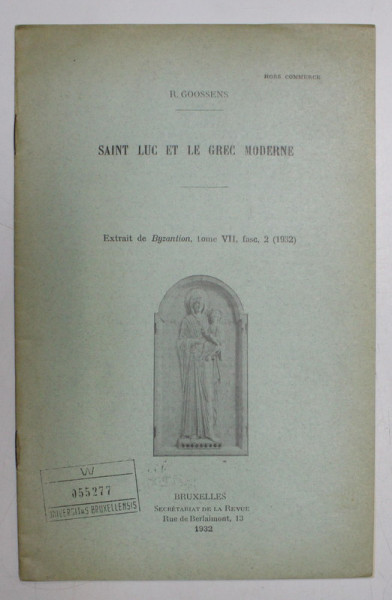 HORS COMMERCE
R. GOOSSENS
SAINT LUC ET LE GREC MODERNE
Extrait de Byzantion, tome VII, fasc. 2 (1932)
W
055277
UNIVERSITAS BRUXELLENSIS
BRUXELLES
SECRÉTARIAT DE LA REVUE
Rue de Berlaimont, 13
1932